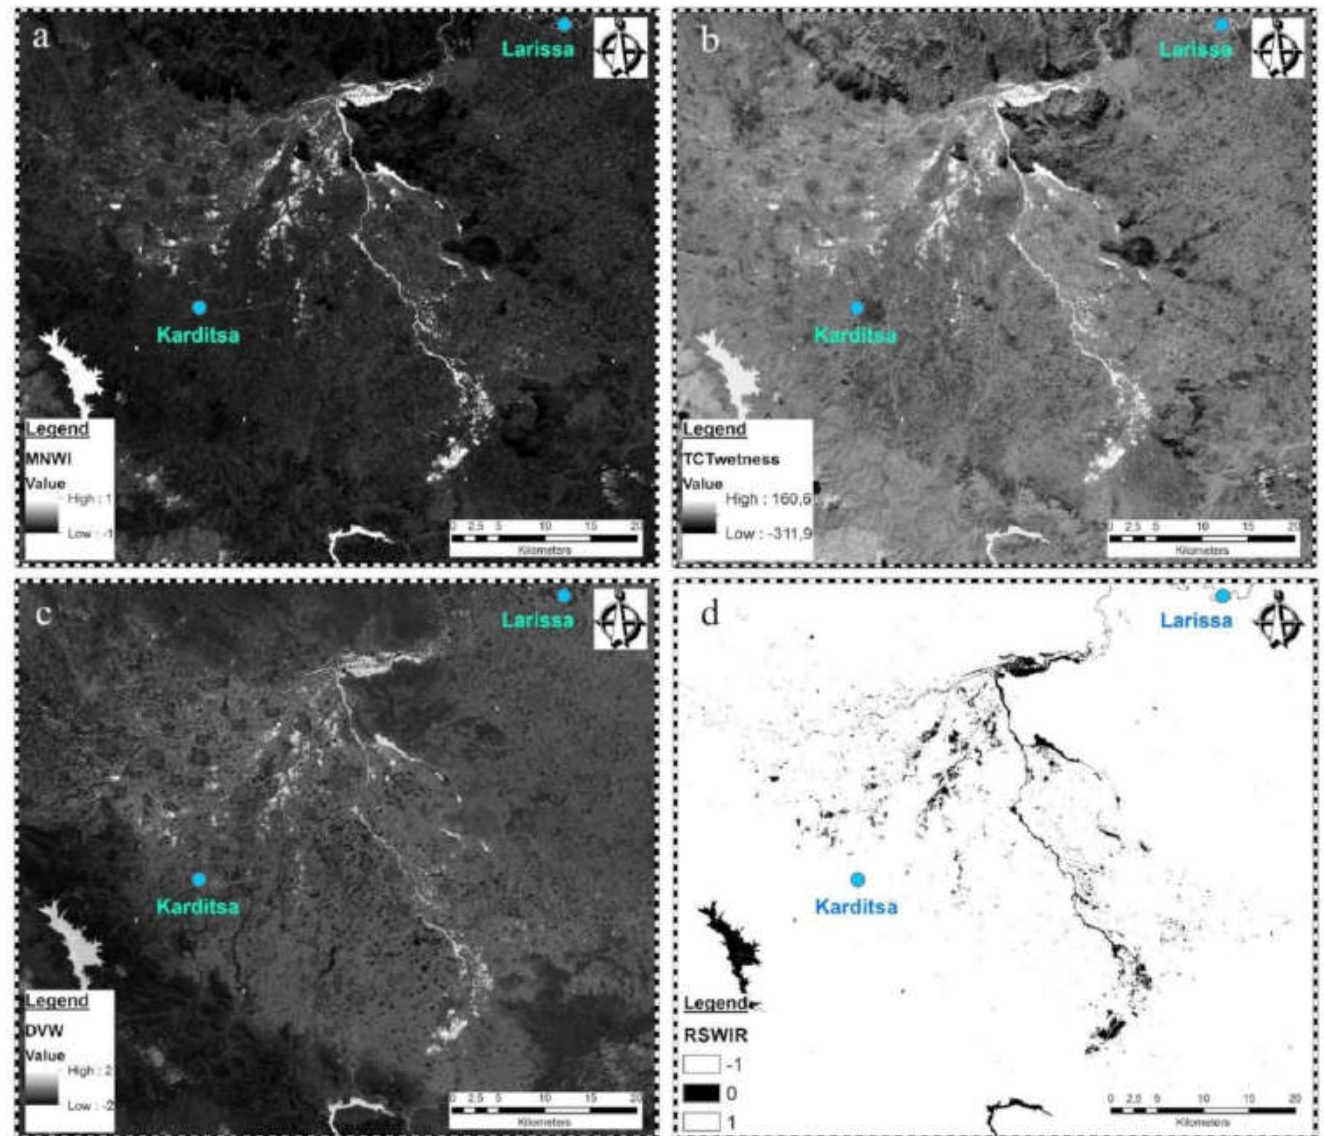 a
Larissa
Karditsa
Legend
MNWI
Value
High : 1
Low : -1
0 2,5 5 10 15 20
Kilometers
b
Larissa
Karditsa
Legend
TCTwetness
Value
High : 160,6
Low : -311,9
0 2,5 5 10 15 20
Kilometers
c
Larissa
Karditsa
Legend
DVW
Value
High : 2
Low : -2
0 2,5 5 10 15 20
Kilometers
d
Larissa
Karditsa
Legend
RSWIR
-1
0
1
0 2,5 5 10 15 20
Kilometers